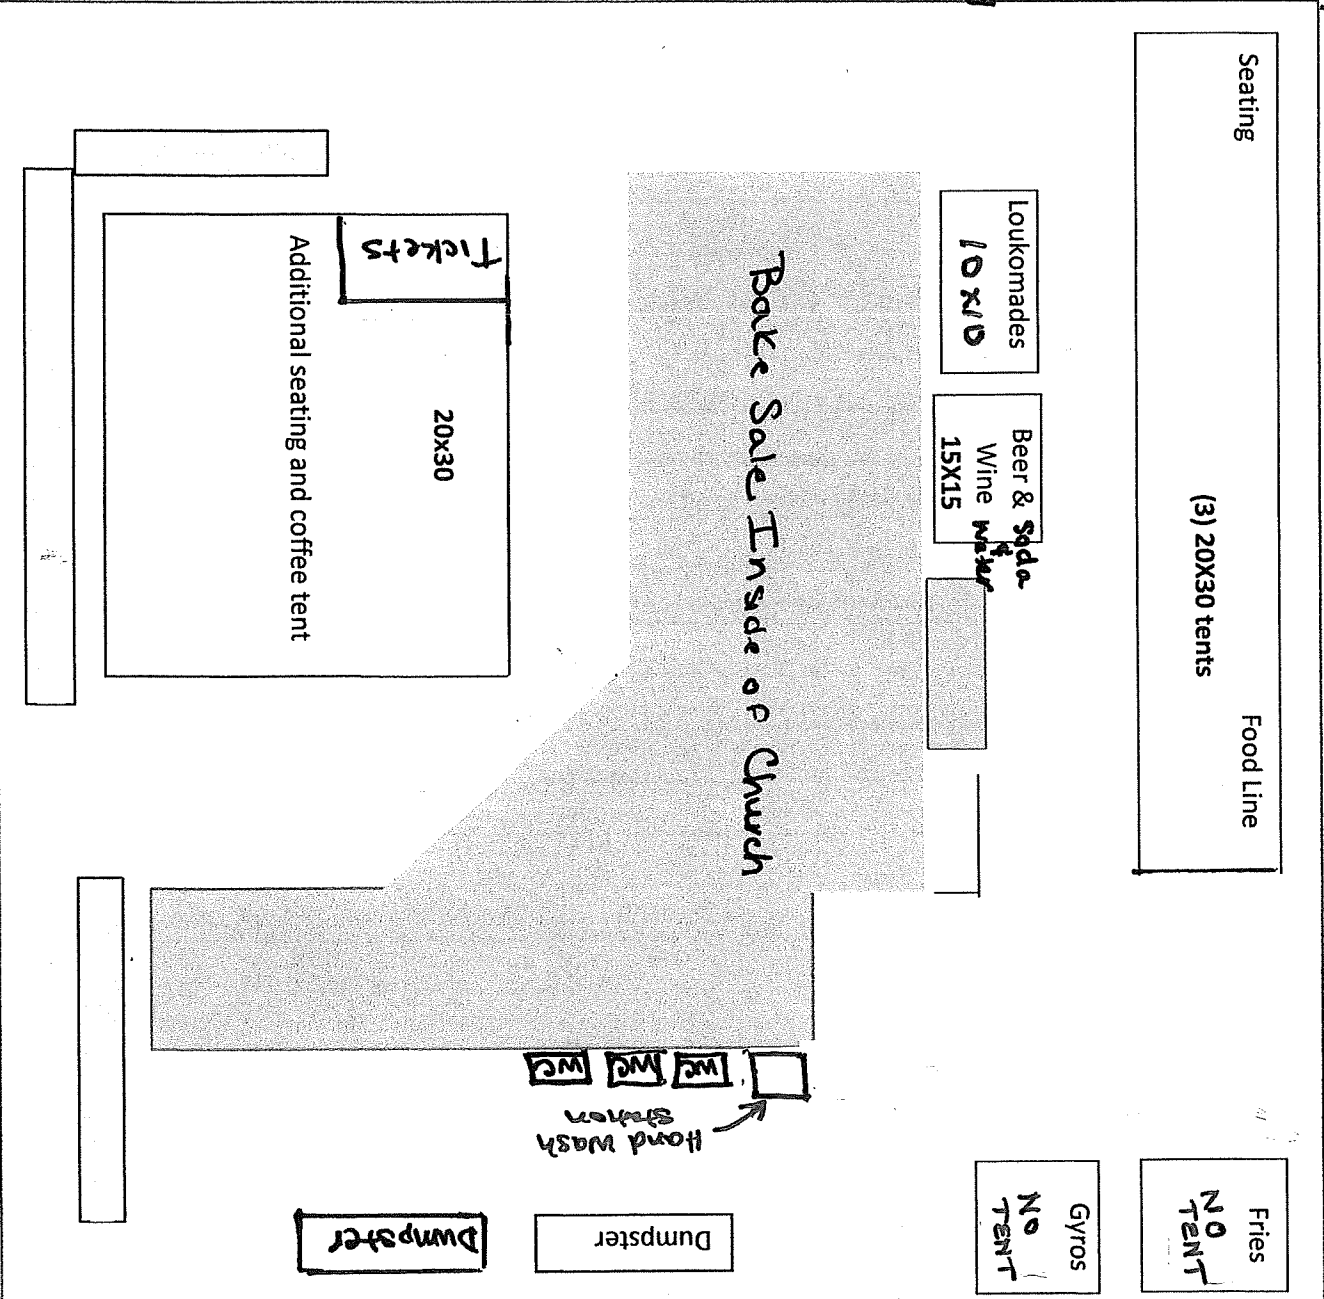 Seating
(3) 20X30 tents
Food Line
Loukomades
10x10
Beer & Soda
Wine & Water
15X15
Bake Sale Inside of Church
Tickets
20x30
Additional seating and coffee tent
WC
WC
WC
Hand Wash
Station
Dumpster
Dumpster
Gyros
NO
TENT
Fries
NO
TENT